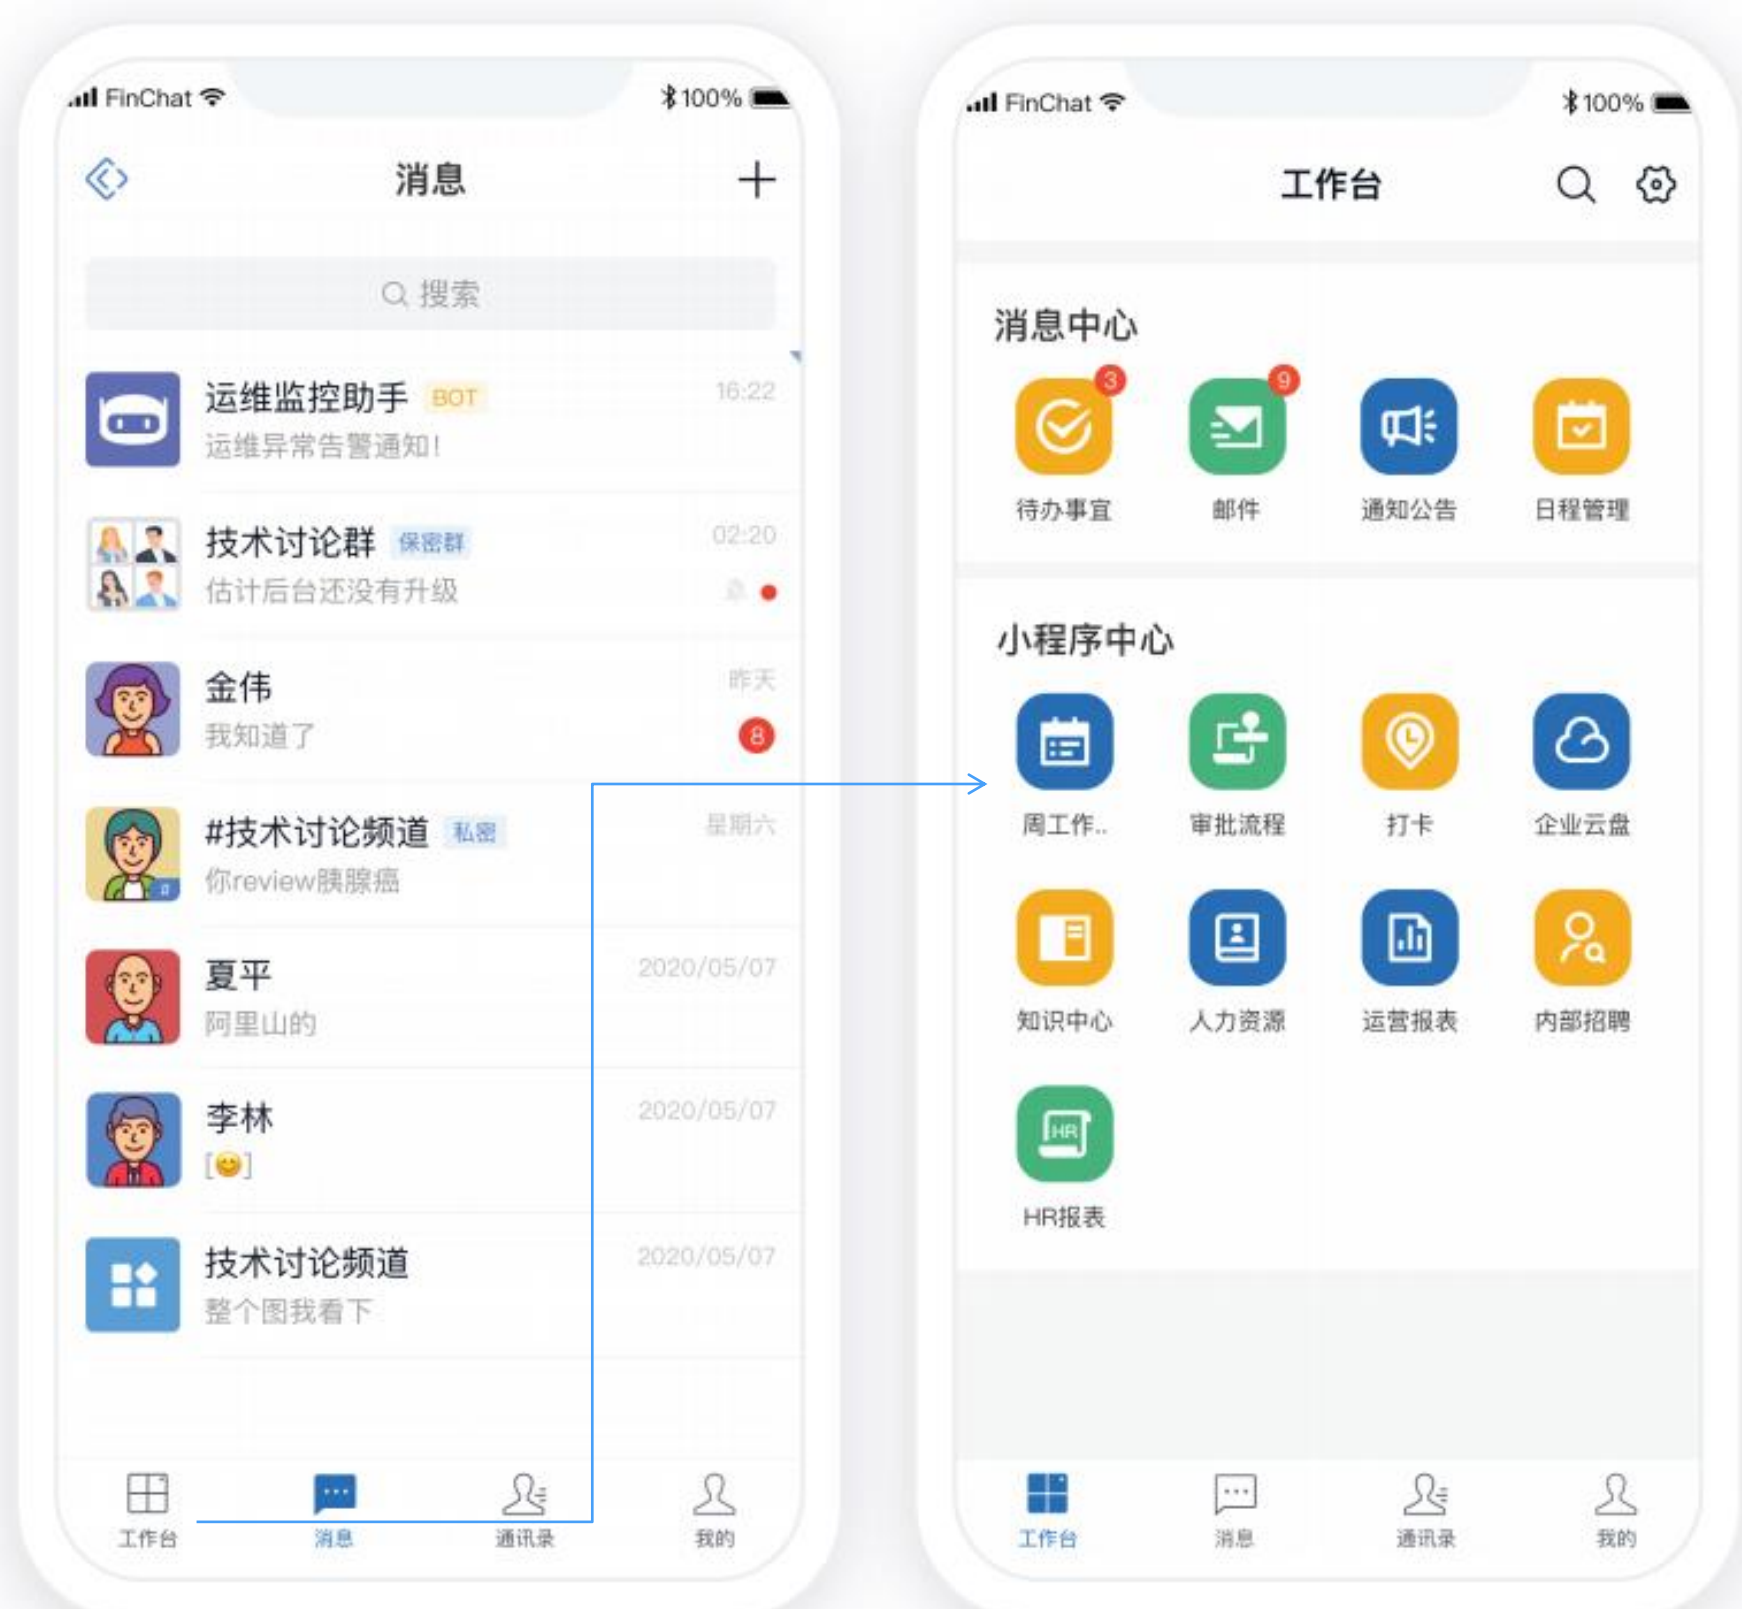 FinChat
100%
消息
搜索
运维监控助手 BOT 16:22
运维异常告警通知!
技术讨论群 保密群 02:20
估计后台还没有升级
金伟 昨天
我知道了 8
#技术讨论频道 私密 星期六
你review胰腺癌
夏平 2020/05/07
阿里山的
李林 2020/05/07
[😊]
技术讨论频道 2020/05/07
整个图我看下
工作台 消息 通讯录 我的
FinChat
100%
工作台
消息中心
3 9
待办事宜 邮件 通知公告 日程管理
小程序中心
周工作.. 审批流程 打卡 企业云盘
知识中心 人力资源 运营报表 内部招聘
HR
HR报表
工作台 消息 通讯录 我的